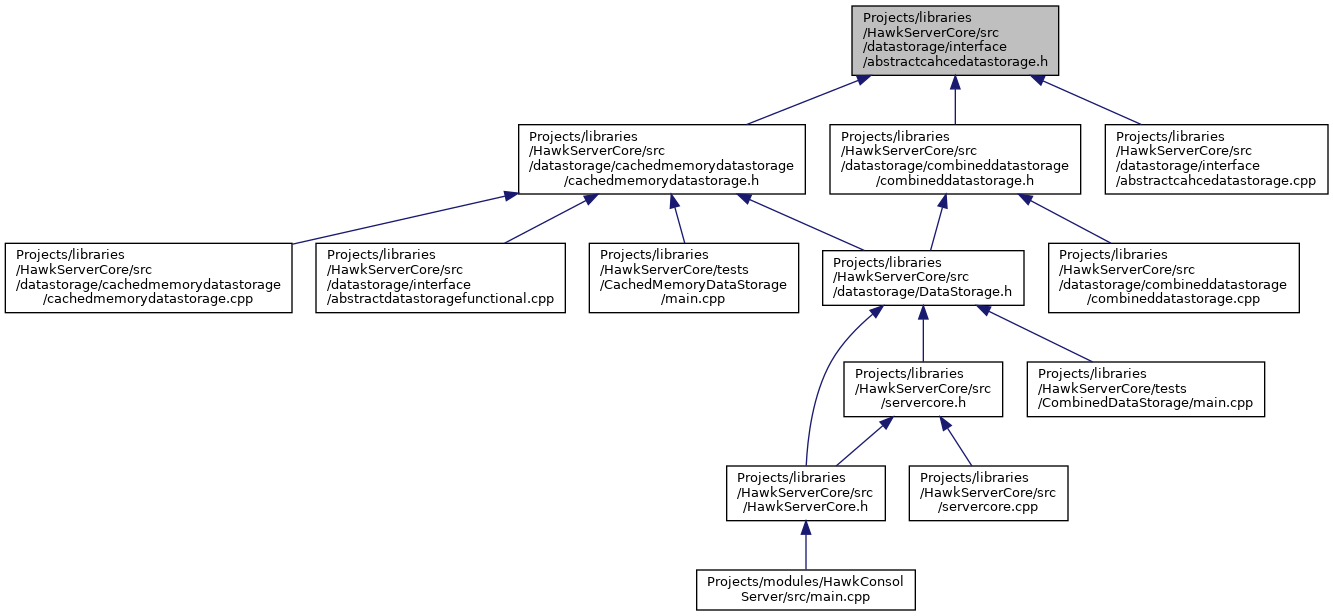 Projects/libraries
/HawkServerCore/src
/datastorage/interface
/abstractcahcedatastorage.h
Projects/libraries
/HawkServerCore/src
/datastorage/cachedmemorydatastorage
/cachedmemorydatastorage.h
Projects/libraries
/HawkServerCore/src
/datastorage/combineddatastorage
/combineddatastorage.h
Projects/libraries
/HawkServerCore/src
/datastorage/interface
/abstractcahcedatastorage.cpp
Projects/libraries
/HawkServerCore/src
/datastorage/cachedmemorydatastorage
/cachedmemorydatastorage.cpp
Projects/libraries
/HawkServerCore/src
/datastorage/interface
/abstractdatastoragefunctional.cpp
Projects/libraries
/HawkServerCore/tests
/CachedMemoryDataStorage
/main.cpp
Projects/libraries
/HawkServerCore/src
/datastorage/DataStorage.h
Projects/libraries
/HawkServerCore/src
/datastorage/combineddatastorage
/combineddatastorage.cpp
Projects/libraries
/HawkServerCore/src
/servercore.h
Projects/libraries
/HawkServerCore/tests
/CombinedDataStorage/main.cpp
Projects/libraries
/HawkServerCore/src
/HawkServerCore.h
Projects/libraries
/HawkServerCore/src
/servercore.cpp
Projects/modules/HawkConsol
Server/src/main.cpp